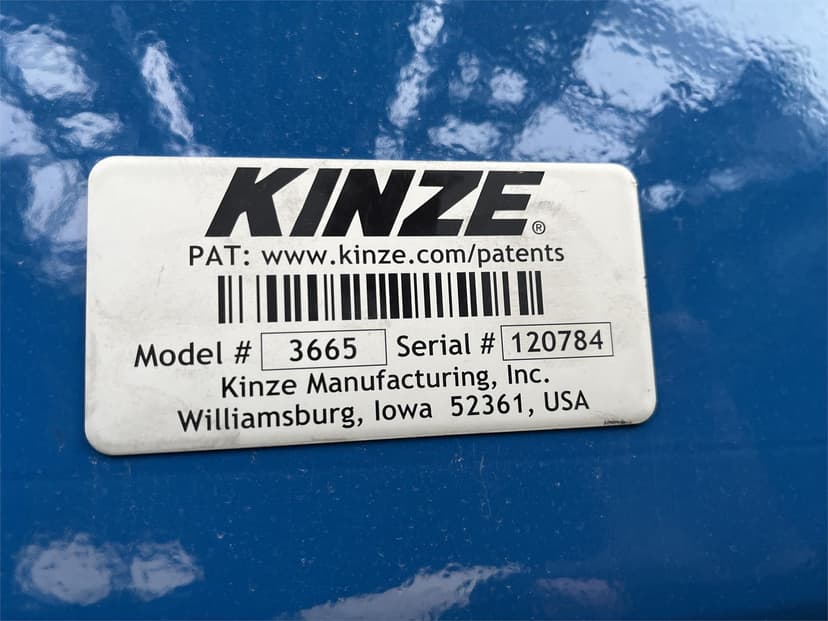 KINZE®
PAT: www.kinze.com/patents
Model # 3665 Serial # 120784
Kinze Manufacturing, Inc.
Williamsburg, Iowa 52361, USA